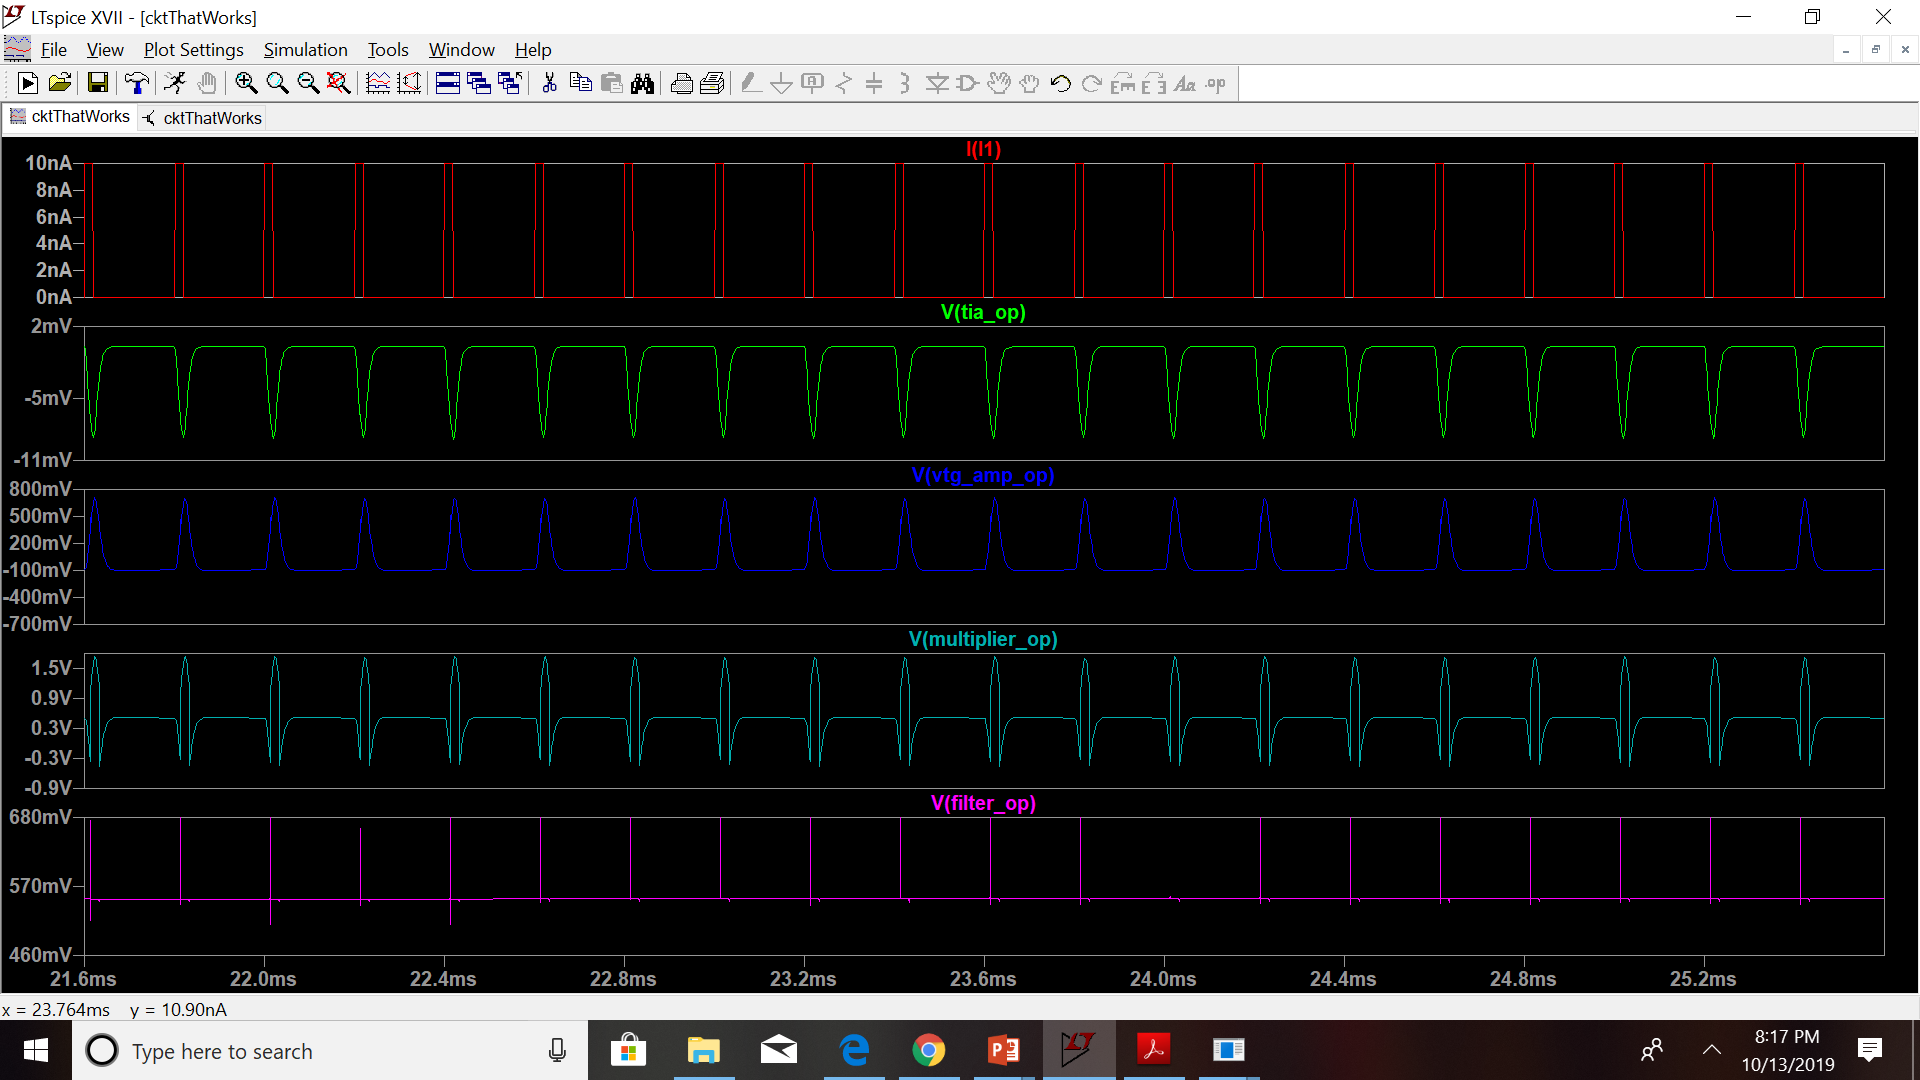 LTspice XVII - [cktThatWorks]
File View Plot Settings Simulation Tools Window Help
cktThatWorks cktThatWorks
I(I1)
10nA
8nA
6nA
4nA
2nA
0nA
V(tia_op)
2mV
-5mV
-11mV
V(vtg_amp_op)
800mV
500mV
200mV
-100mV
-400mV
-700mV
V(multiplier_op)
1.5V
0.9V
0.3V
-0.3V
-0.9V
V(filter_op)
680mV
570mV
460mV
21.6ms 22.0ms 22.4ms 22.8ms 23.2ms 23.6ms 24.0ms 24.4ms 24.8ms 25.2ms
x = 23.764ms y = 10.90nA
Type here to search
8:17 PM
10/13/2019